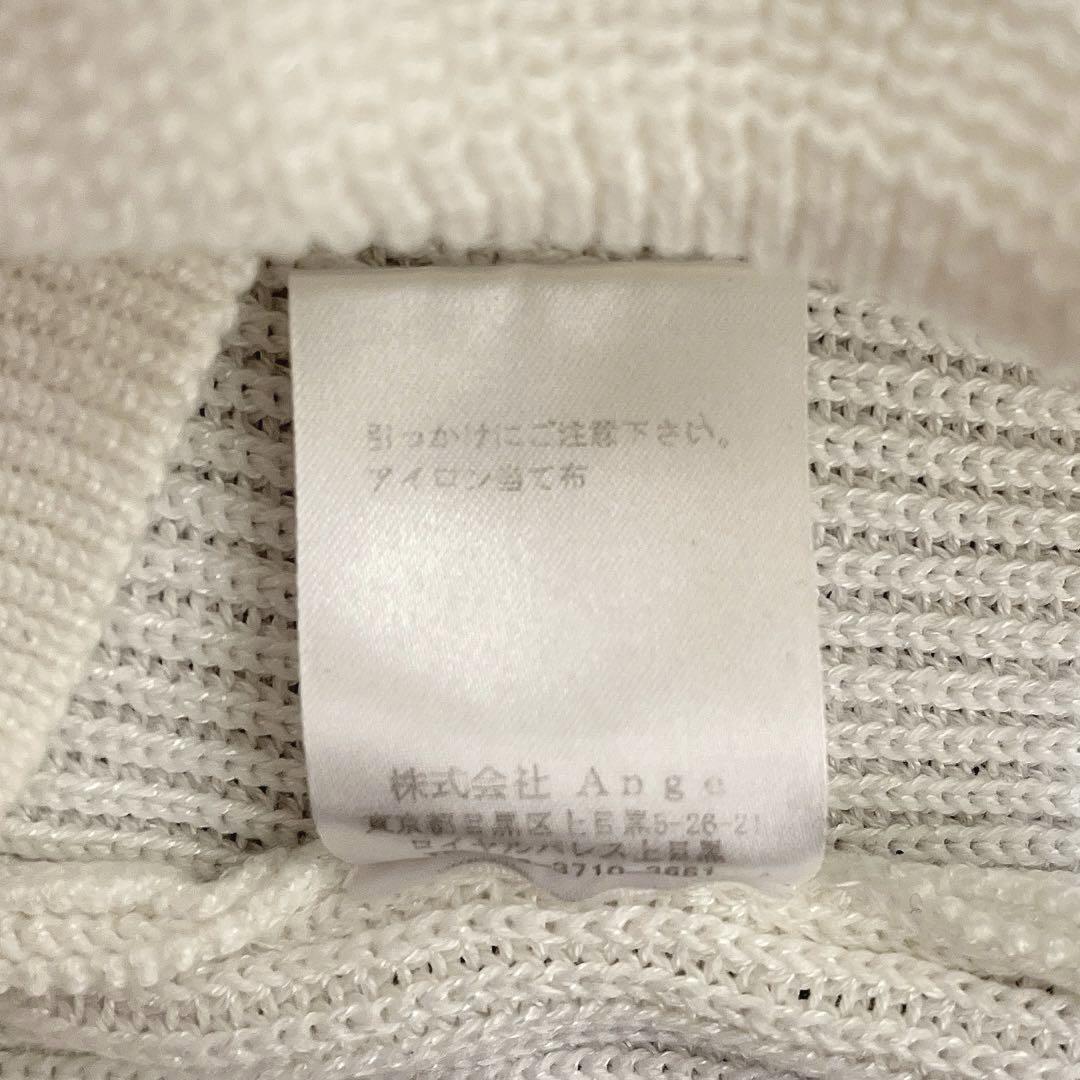 引っかけにご注意下さい。
アイロン当て布
株式会社 Ange
東京都目黒区上目黒5-26-21
ロイヤルパレス上目黒
3710-3661